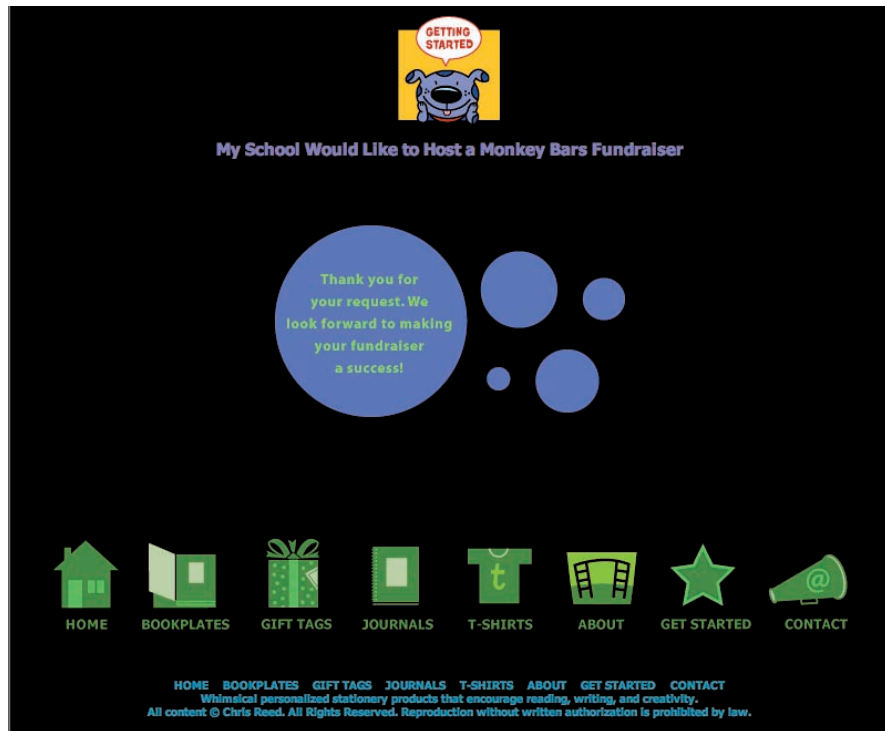 GETTING
STARTED
My School Would Like to Host a Monkey Bars Fundraiser
Thank you for
your request. We
look forward to making
your fundraiser
a success!
t
@
HOME BOOKPLATES GIFT TAGS JOURNALS T-SHIRTS ABOUT GET STARTED CONTACT
HOME BOOKPLATES GIFT TAGS JOURNALS T-SHIRTS ABOUT GET STARTED CONTACT
Whimsical personalized stationery products that encourage reading, writing, and creativity.
All content © Chris Reed. All Rights Reserved. Reproduction without written authorization is prohibited by law.